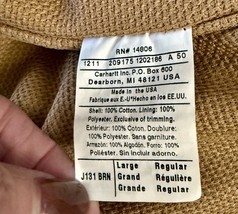 RN# 14806
1211 209175 1202186 A 50
Carhartt Inc. P.O. Box 600
Dearborn, MI 48121 USA
Made in the USA
Fabrique aux E.-U•Hecho en los EE.UU.
Shell: 100% Cotton. Lining: 100%
Polyester. Exclusive of trimming.
Extérieur: 100% Coton. Doublure:
100% Polyester. Sans garniture.
Armazón: 100% Algodón. Forro: 100%
Poliéster. Sin Incluir adorno.
J131 BRN
Large Regular
Grand Régulière
Grande Regular